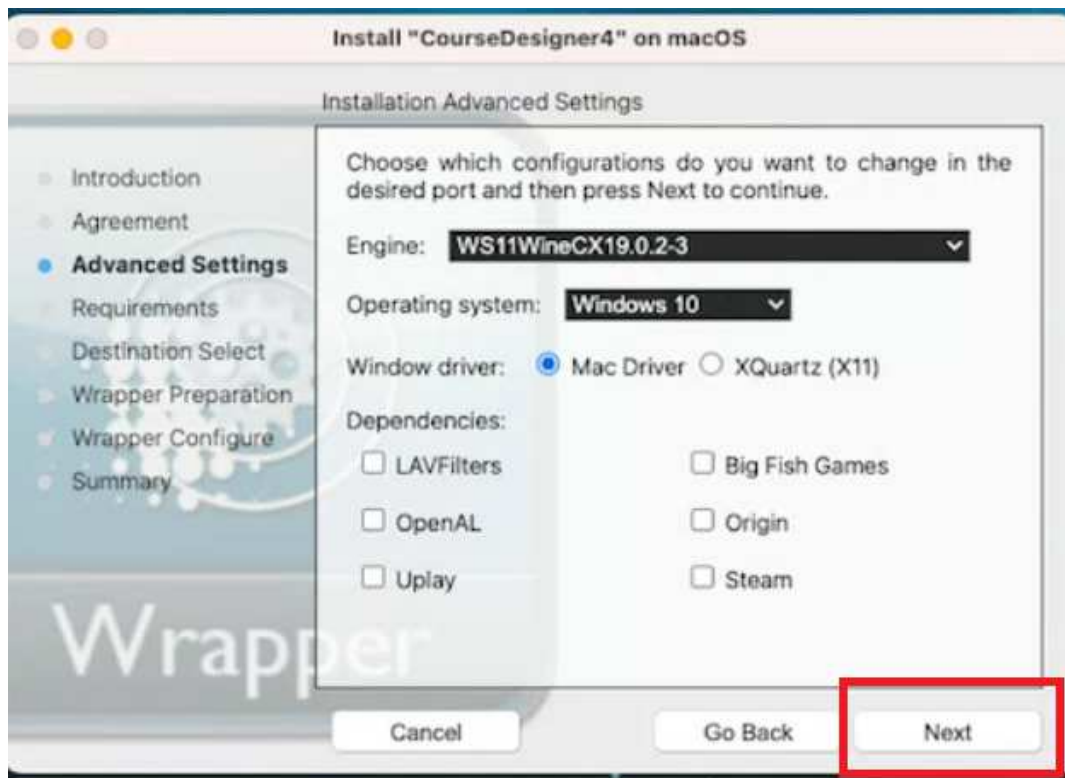 Install "CourseDesigner4" on macOS
Installation Advanced Settings
Introduction
Agreement
Advanced Settings
Requirements
Destination Select
Wrapper Preparation
Wrapper Configure
Summary
Wrapper
Choose which configurations do you want to change in the
desired port and then press Next to continue.
Engine: WS11WineCX19.0.2-3
Operating system: Windows 10
Window driver: Mac Driver XQuartz (X11)
Dependencies:
LAVFilters Big Fish Games
OpenAL Origin
Uplay Steam
Cancel Go Back Next